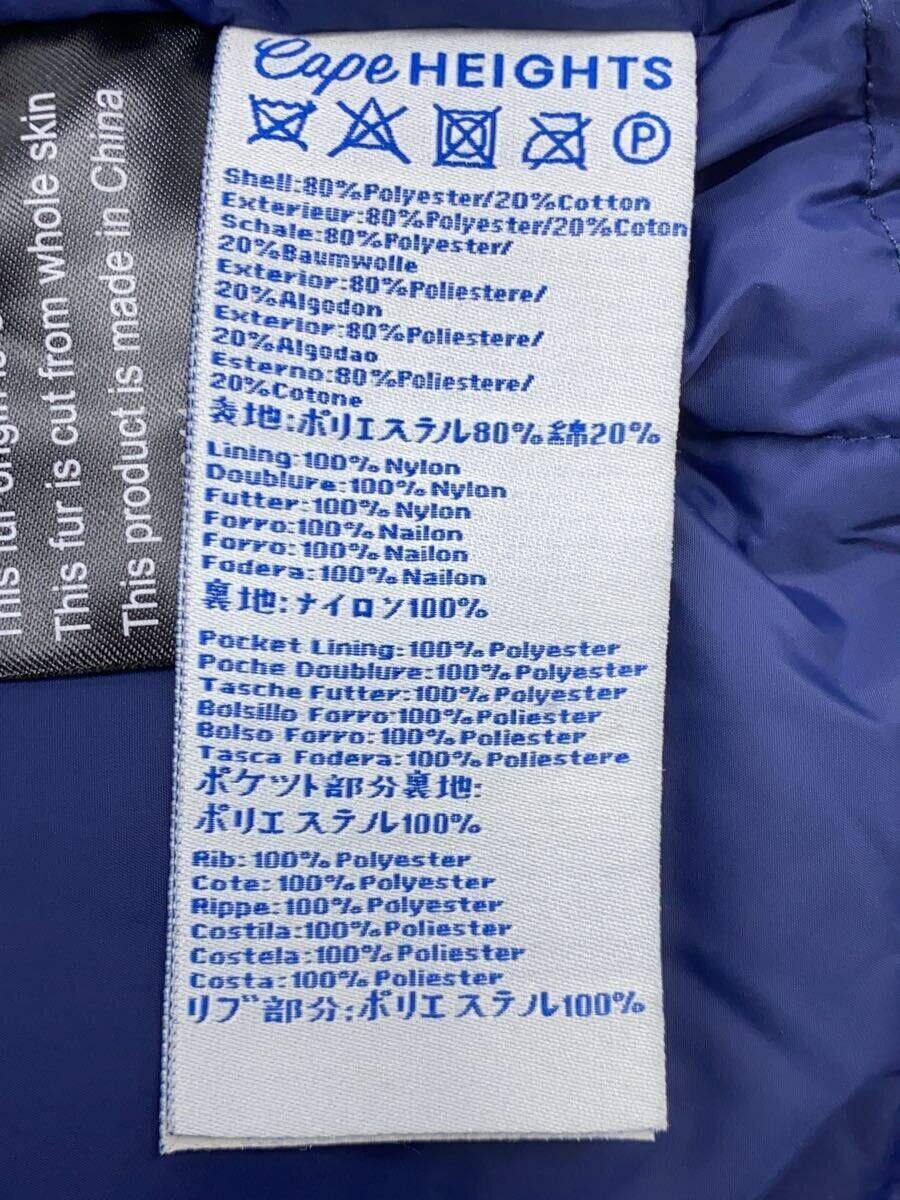 Cape HEIGHTS
P
Shell:80%Polyester/20%Cotton
Exterieur:80%Polyester/20%Coton
Schale:80%Polyester/
20%Baumwolle
Exterior:80%Poliestere/
20%Algodon
Exterior:80%Poliestere/
20%Algodao
Esterno:80%Poliestere/
20%Cotone
表地:ポリエステル80%綿20%
Lining:100%Nylon
Doublure:100%Nylon
Futter:100%Nylon
Forro:100%Nailon
Forro:100%Nailon
Fodera:100%Nailon
裏地:ナイロン100%
Pocket Lining:100%Polyester
Poche Doublure:100%Polyester
Tasche Futter:100%Polyester
Bolsillo Forro:100%Poliester
Bolso Forro:100%Poliester
Tasca Fodera:100%Poliestere
ポケット部分裏地:
ポリエステル100%
Rib:100%Polyester
Cote:100%Polyester
Rippe:100%Polyester
Costila:100%Poliester
Costela:100%Poliester
Costa:100%Poliester
リブ部分:ポリエステル100%
This fur
This fur is cut from whole skin
This product is made in China